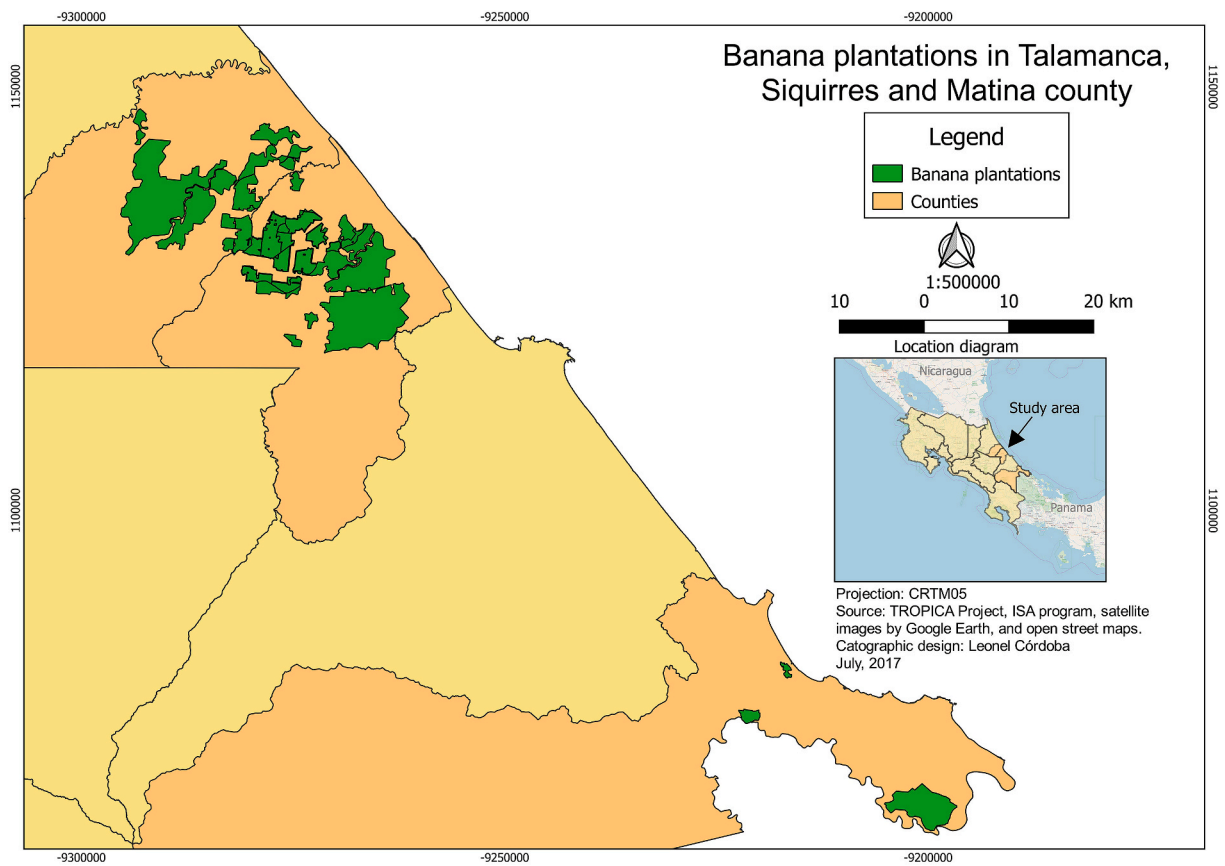 -9300000
-9250000
-9200000
1150000
1150000
Banana plantations in Talamanca,
Siquirres and Matina county
Legend
Banana plantations
Counties
1:500000
10 0 10 20 km
Location diagram
Nicaragua
Study area
Panama
1100000
1100000
Projection: CRTM05
Source: TROPICA Project, ISA program, satellite
images by Google Earth, and open street maps.
Catographic design: Leonel Córdoba
July, 2017
-9300000
-9250000
-9200000